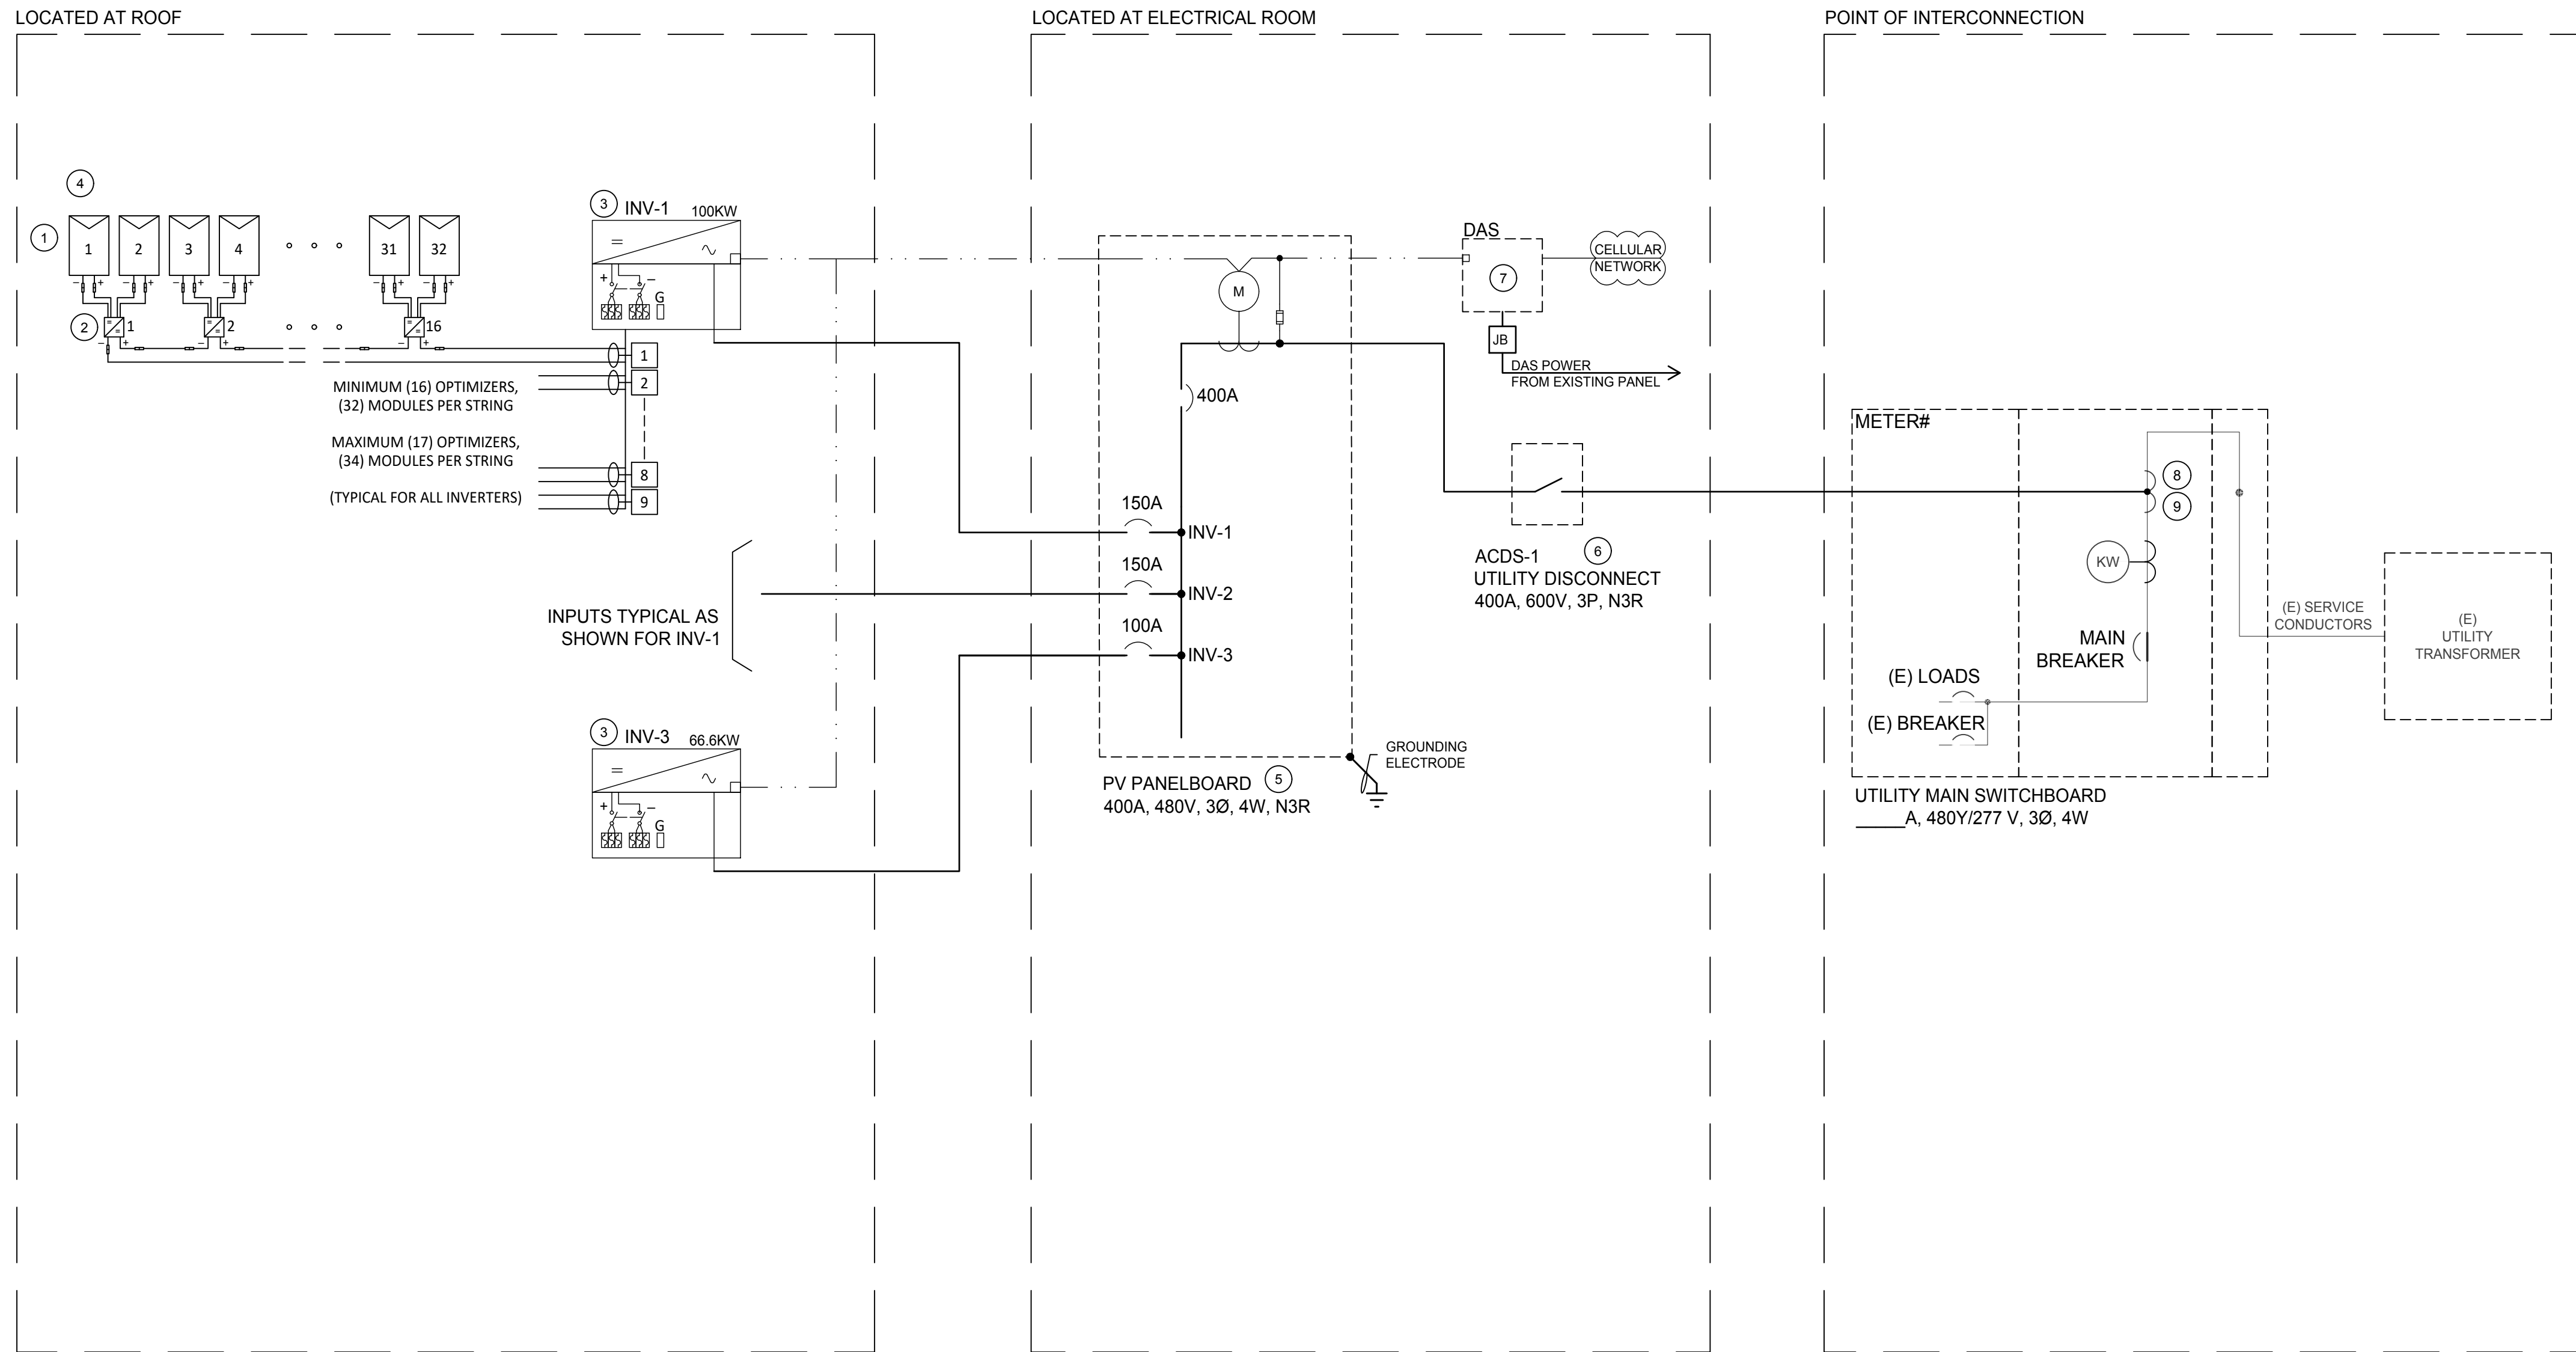 LOCATED AT ROOF
LOCATED AT ELECTRICAL ROOM
POINT OF INTERCONNECTION
4
1
1
2
3
4
31
32
− +
− +
− +
− +
− +
− +
2
1
2
16
− +
− +
− +
3
INV-1
100KW
+ −
G
1
2
8
9
MINIMUM (16) OPTIMIZERS,
(32) MODULES PER STRING
MAXIMUM (17) OPTIMIZERS,
(34) MODULES PER STRING
(TYPICAL FOR ALL INVERTERS)
INPUTS TYPICAL AS
SHOWN FOR INV-1
3
INV-3
66.6KW
+ −
G
M
400A
150A
INV-1
150A
INV-2
100A
INV-3
PV PANELBOARD
5
400A, 480V, 3Ø, 4W, N3R
GROUNDING
ELECTRODE
DAS
7
CELLULAR
NETWORK
JB
DAS POWER
FROM EXISTING PANEL
ACDS-1
6
UTILITY DISCONNECT
400A, 600V, 3P, N3R
METER#
8
9
KW
MAIN
BREAKER
(E) LOADS
(E) BREAKER
UTILITY MAIN SWITCHBOARD
_____A, 480Y/277 V, 3Ø, 4W
(E) SERVICE
CONDUCTORS
(E)
UTILITY
TRANSFORMER